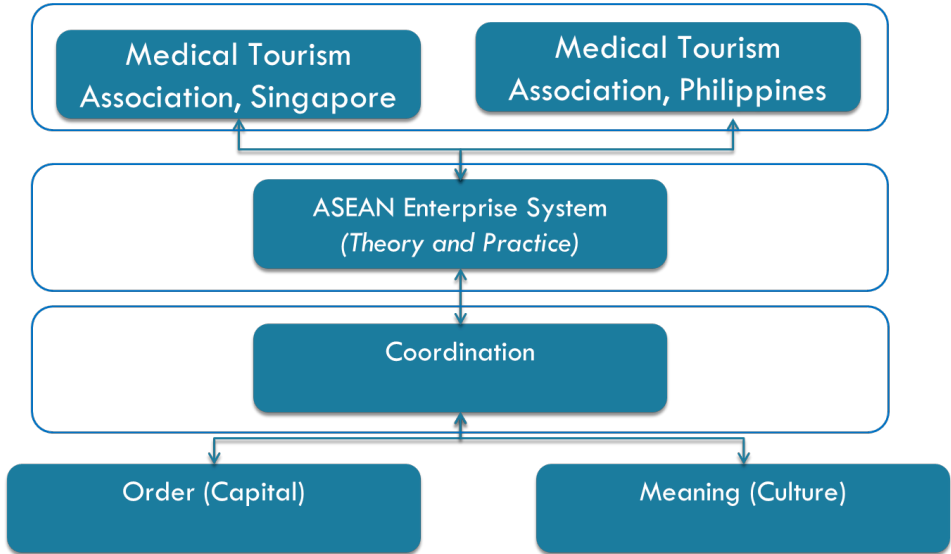 Medical Tourism
Association, Singapore
Medical Tourism
Association, Philippines
ASEAN Enterprise System
(Theory and Practice)
Coordination
Order (Capital)
Meaning (Culture)